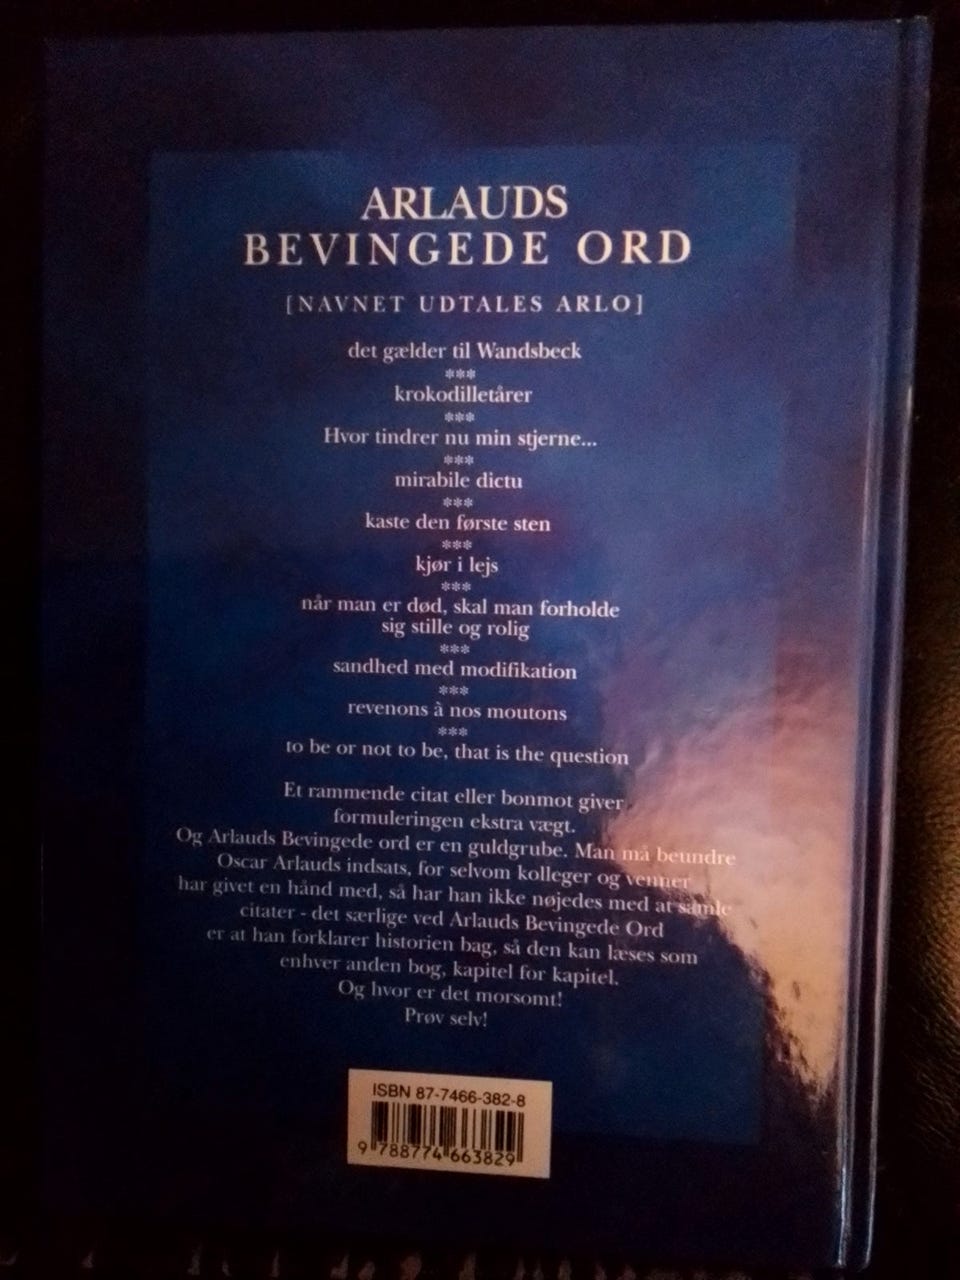 ARLAUDS
BEVINGEDE ORD
[NAVNET UDTALES ARLO]
det gælder til Wandsbeck
***
krokodilletårer
***
Hvor tindrer nu min stjerne...
***
mirabile dictu
***
kaste den første sten
***
kjør i lejs
***
når man er død, skal man forholde
sig stille og rolig
***
sandhed med modifikation
***
revenons à nos moutons
***
to be or not to be, that is the question
Et rammende citat eller bonmot giver
formuleringen ekstra vægt.
Og Arlauds Bevingede ord er en guldgrube. Man må beundre
Oscar Arlauds indsats, for selvom kolleger og venner
har givet en hånd med, så har han ikke nøjedes med at samle
citater - det særlige ved Arlauds Bevingede Ord
er at han forklarer historien bag, så den kan læses som
enhver anden bog, kapitel for kapitel.
Og hvor er det morsomt!
Prøv selv!
ISBN 87-7466-382-8
9 788774 663829